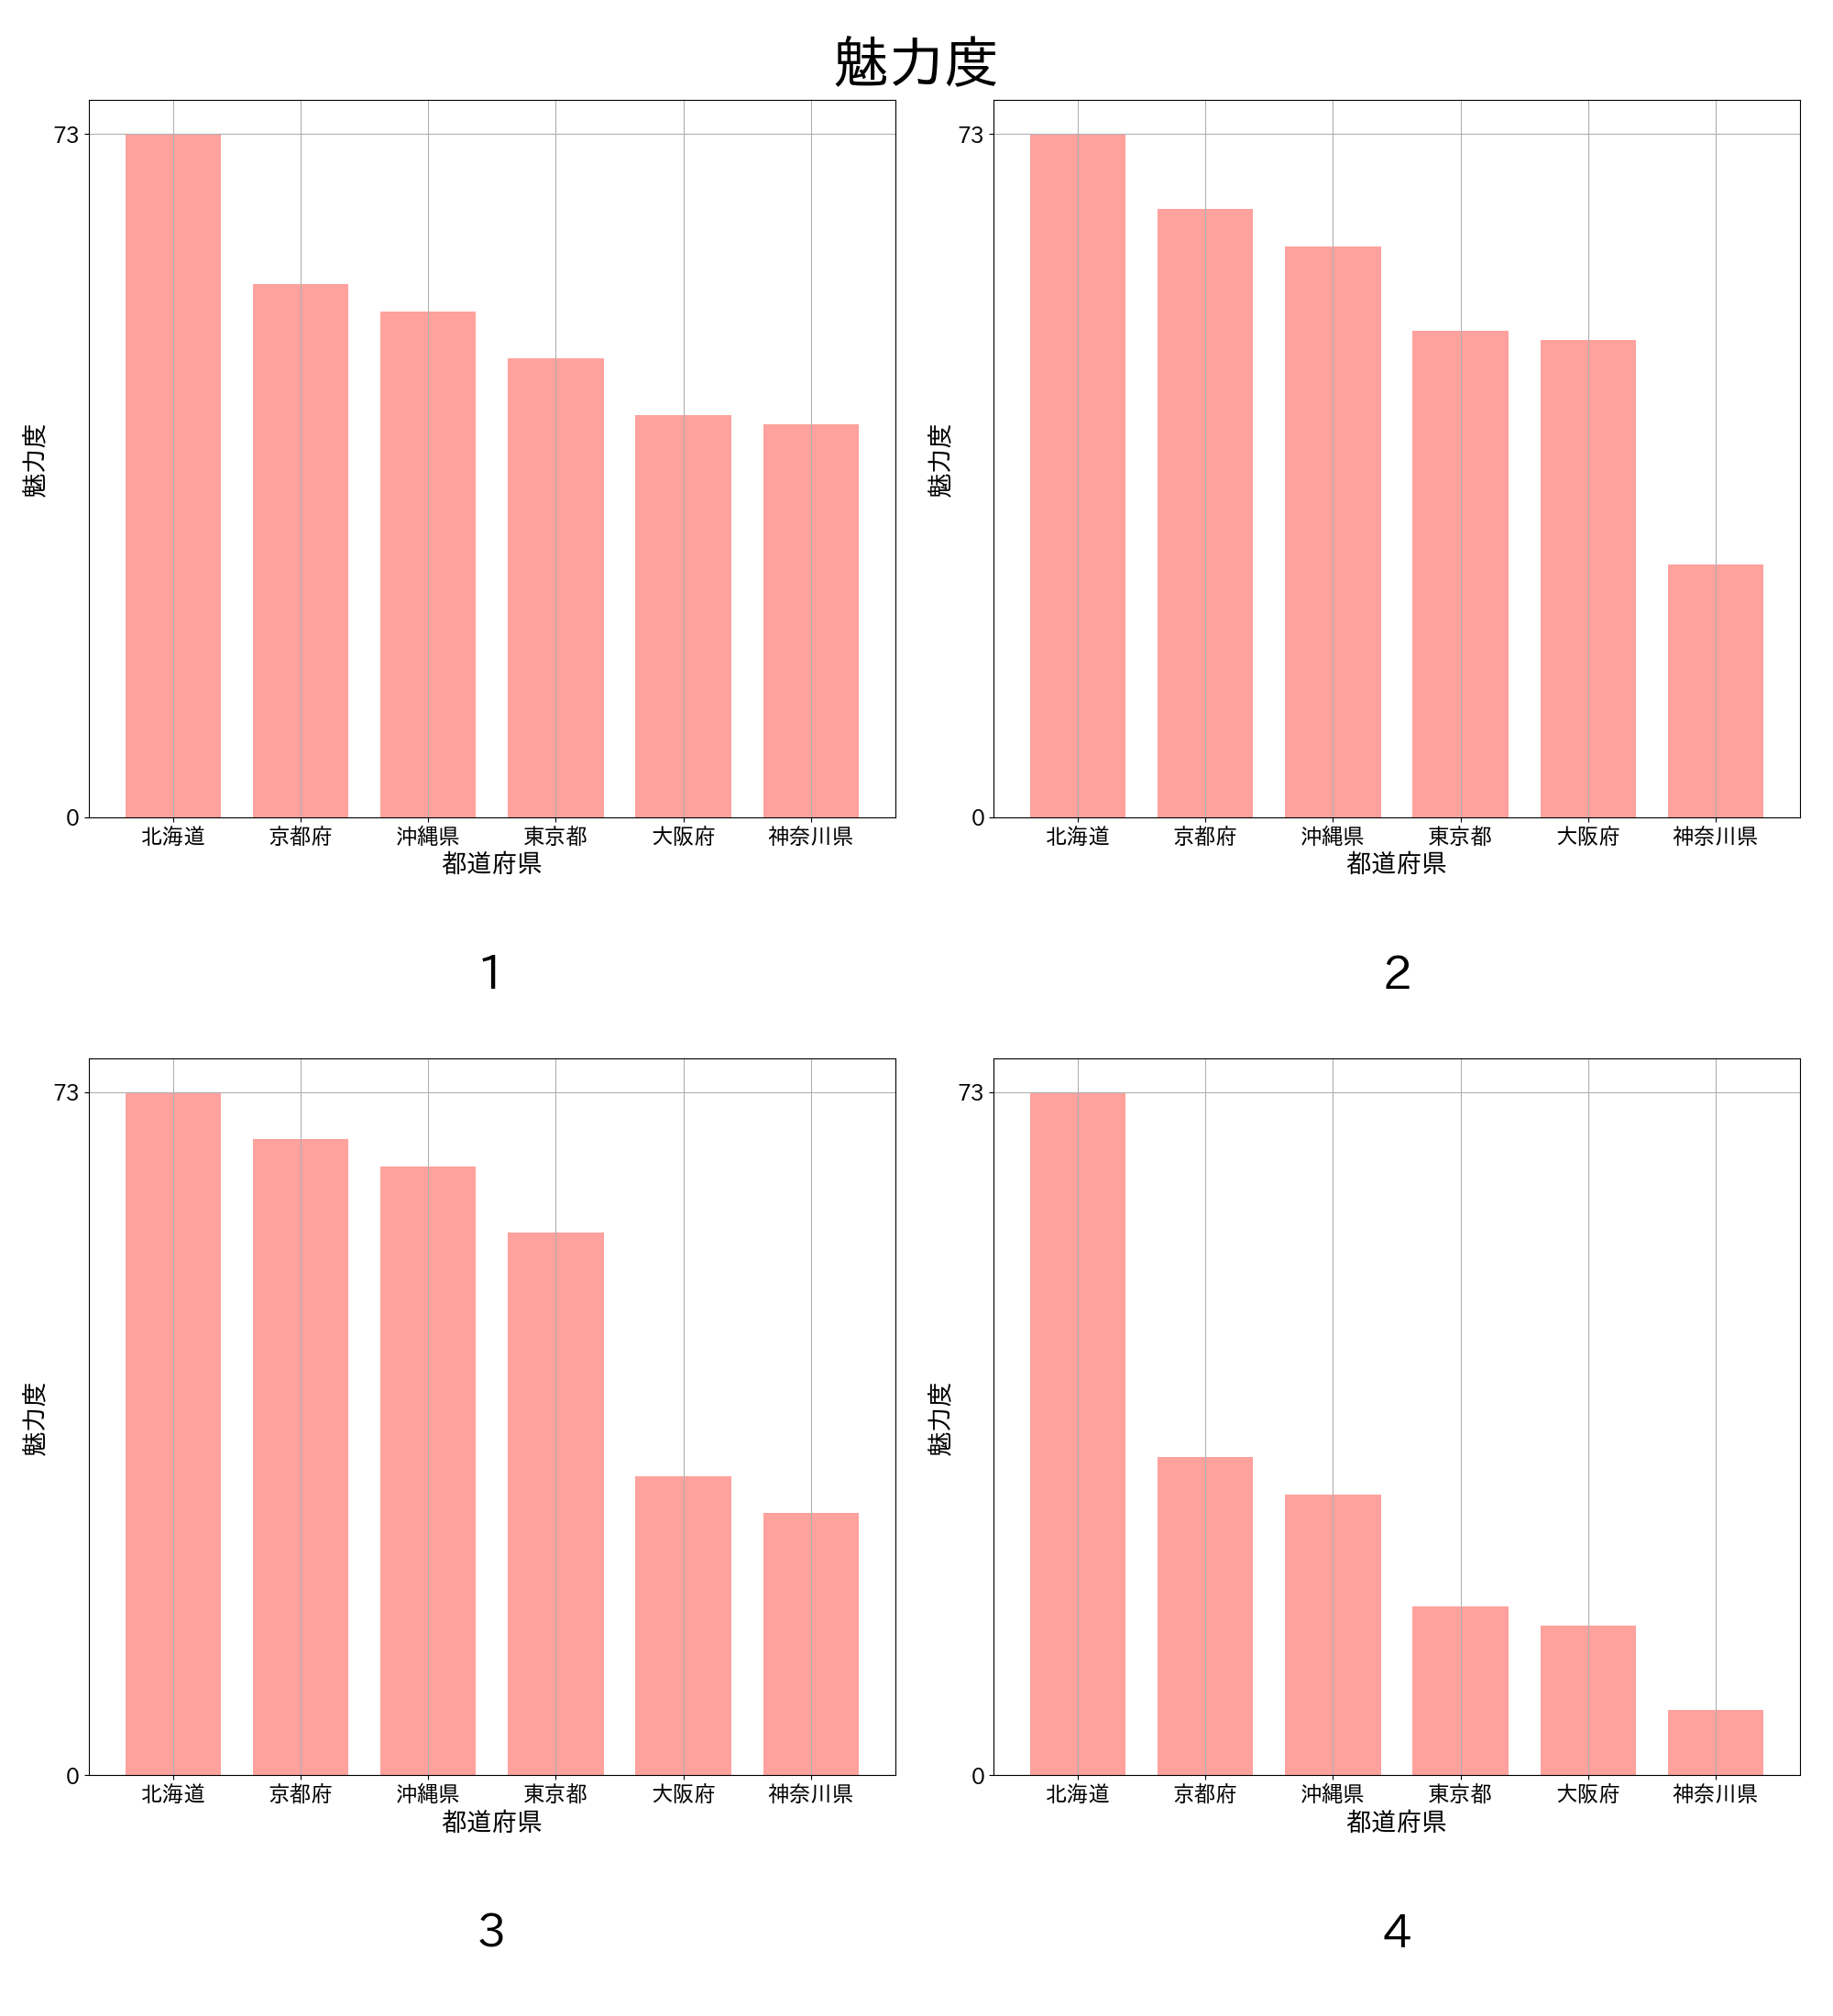 魅力度
73
0
魅力度
北海道 京都府 沖縄県 東京都 大阪府 神奈川県
都道府県
1
73
0
魅力度
北海道 京都府 沖縄県 東京都 大阪府 神奈川県
都道府県
2
73
0
魅力度
北海道 京都府 沖縄県 東京都 大阪府 神奈川県
都道府県
3
73
0
魅力度
北海道 京都府 沖縄県 東京都 大阪府 神奈川県
都道府県
4